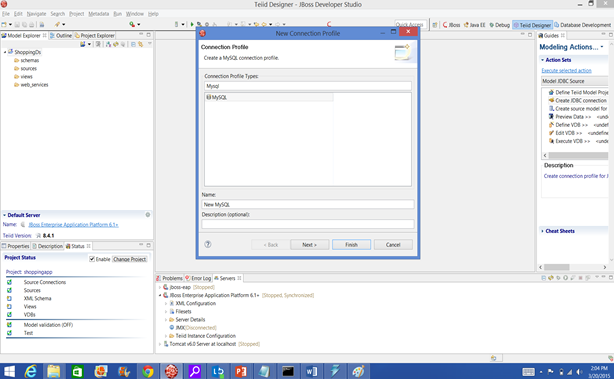 Teiid Designer - JBoss Developer Studio
File Edit Navigate Search Project Metadata Run Window Help
Quick Access
JBoss Java EE Debug Teiid Designer Database Development
Model Explorer Outline Project Explorer
ShoppingDs
schemas
sources
views
web_services
Default Server
Name: JBoss Enterprise Application Platform 6.1+
Teiid Version: 8.4.1
Properties Description Status
Project Status
Enable Change Project
Project: shoppingapp
Source Connections
Sources
XML Schema
Views
VDBs
Model validation (OFF)
Test
New Connection Profile
Connection Profile
Create a MySQL connection profile.
Connection Profile Types:
Mysql
MySQL
Name:
New MySQL
Description (optional):
?
< Back
Next >
Finish
Cancel
Problems Error Log Servers
jboss-eap [Stopped]
JBoss Enterprise Application Platform 6.1+ [Stopped, Synchronized]
XML Configuration
Filesets
Server Details
JMX[Disconnected]
Teiid Instance Configuration
Tomcat v6.0 Server at localhost [Stopped]
Guides
Modeling Actions...
Action Sets
Execute selected action
Model JDBC Source
Define Teiid Model Proje
Create JDBC connection
Create source model for
Preview Data >> <undef
Define VDB >> <undefi
Edit VDB >> <undefin
Execute VDB >> <undef
Description
Create connection profile for J
Cheat Sheets
2:04 PM
3/20/2015